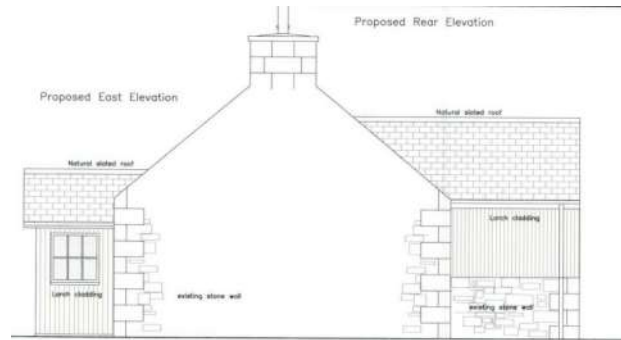 Proposed Rear Elevation
Proposed East Elevation
Natural slated roof
Natural slated roof
Larch cladding
Larch cladding
existing stone wall
existing stone wall